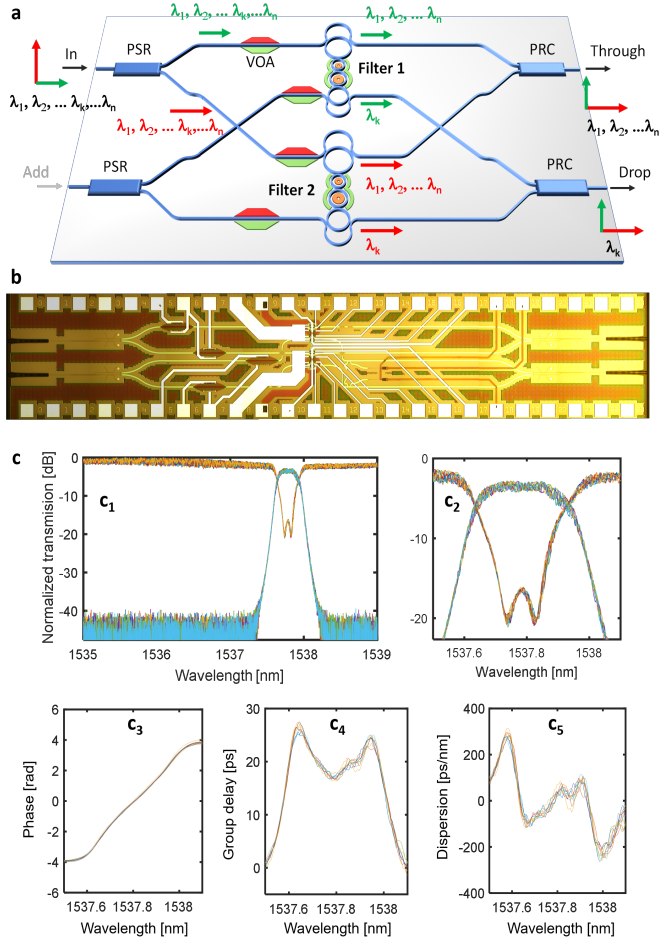 a
λ1, λ2, ... λk,...λn
λ1, λ2, ... λn
In
PSR
VOA
Filter 1
PRC
Through
λ1, λ2, ... λk,...λn
λ1, λ2, ... λk,...λn
λk
λ1, λ2, ... λn
Add
PSR
Filter 2
λ1, λ2, ... λn
PRC
Drop
λk
λk
b
c
Normalized transmision [dB]
0
-10
-20
-30
-40
c1
1535
1536
1537
1538
1539
Wavelength [nm]
0
-10
-20
c2
1537.6
1537.8
1538
Wavelength [nm]
Phase [rad]
6
4
2
0
-2
-4
-6
c3
1537.6
1537.8
1538
Wavelength [nm]
Group delay [ps]
30
20
10
0
c4
1537.6
1537.8
1538
Wavelength [nm]
Dispersion [ps/nm]
400
200
0
-200
-400
c5
1537.6
1537.8
1538
Wavelength [nm]